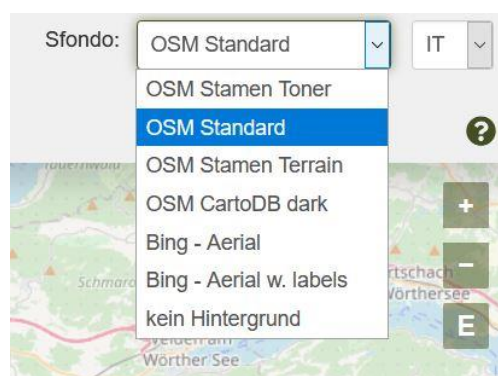 Sfondo:
OSM Standard
IT
OSM Stamen Toner
OSM Standard
OSM Stamen Terrain
OSM CartoDB dark
Bing - Aerial
Bing - Aerial w. labels
kein Hintergrund
?
+
−
E
Wörther See